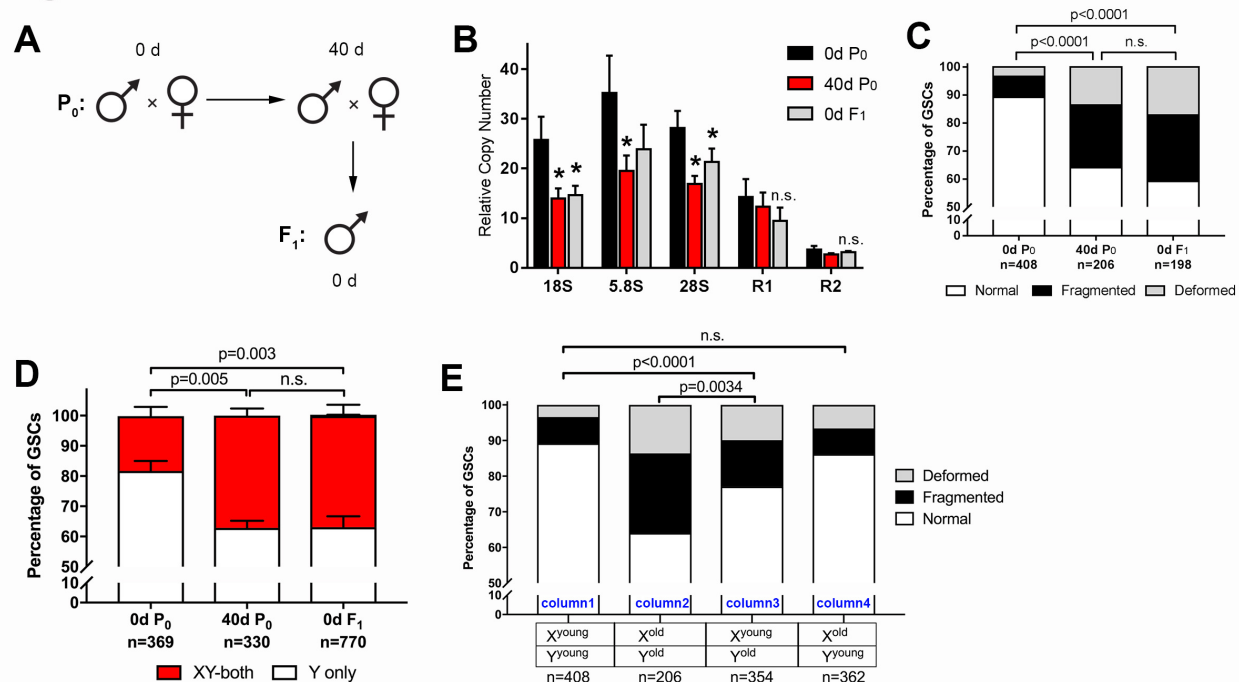 A
0 d
40 d
P0:
×
×
F1:
0 d
B
Relative Copy Number
40
30
20
10
0
0d P0
40d P0
0d F1
*
*
*
*
*
n.s.
n.s.
18S
5.8S
28S
R1
R2
C
p<0.0001
p<0.0001
n.s.
Percentage of GSCs
100
90
80
70
60
50
10
0
0d P0
40d P0
0d F1
n=408
n=206
n=198
Normal
Fragmented
Deformed
D
p=0.003
p=0.005
n.s.
Percentage of GSCs
100
90
80
70
60
50
10
0
0d P0
40d P0
0d F1
n=369
n=330
n=770
XY-both
Y only
E
n.s.
p<0.0001
p=0.0034
Percentage of GSCs
100
90
80
70
60
50
10
0
column1
column2
column3
column4
Deformed
Fragmented
Normal
Xyoung
Xold
Xyoung
Xold
Yyoung
Yold
Yold
Yyoung
n=408
n=206
n=354
n=362